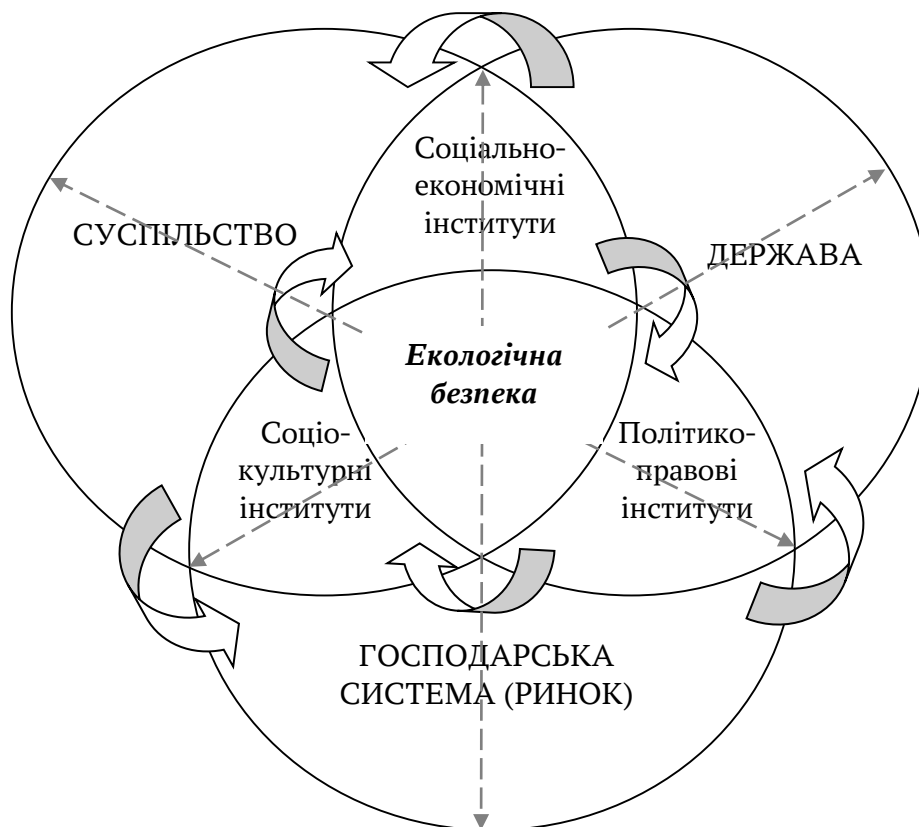 Соціально-
економічні
інститути
СУСПІЛЬСТВО
ДЕРЖАВА
Екологічна
безпека
Соціо-
культурні
інститути
Політико-
правові
інститути
ГОСПОДАРСЬКА
СИСТЕМА (РИНОК)